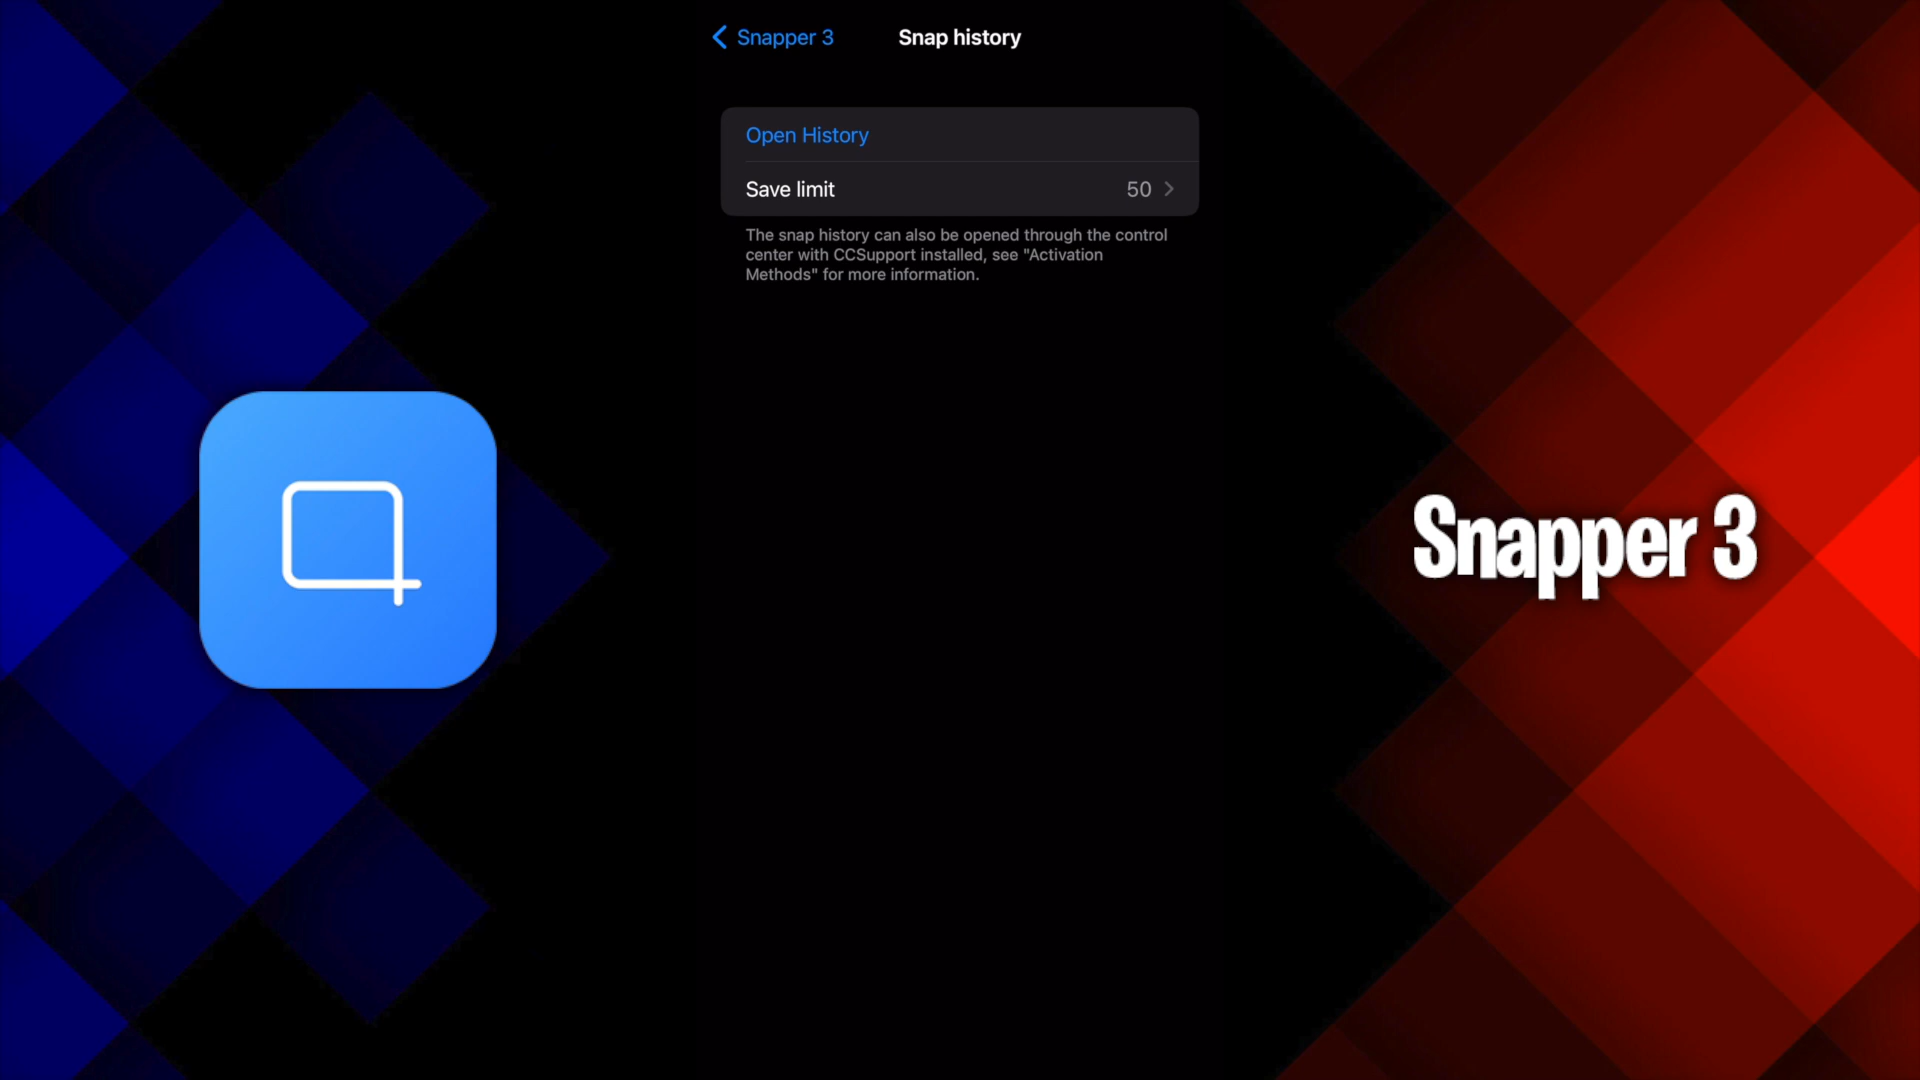 Snapper 3
Snap history
Open History
Save limit
50
The snap history can also be opened through the control
center with CCSupport installed, see "Activation
Methods" for more information.
Snapper 3